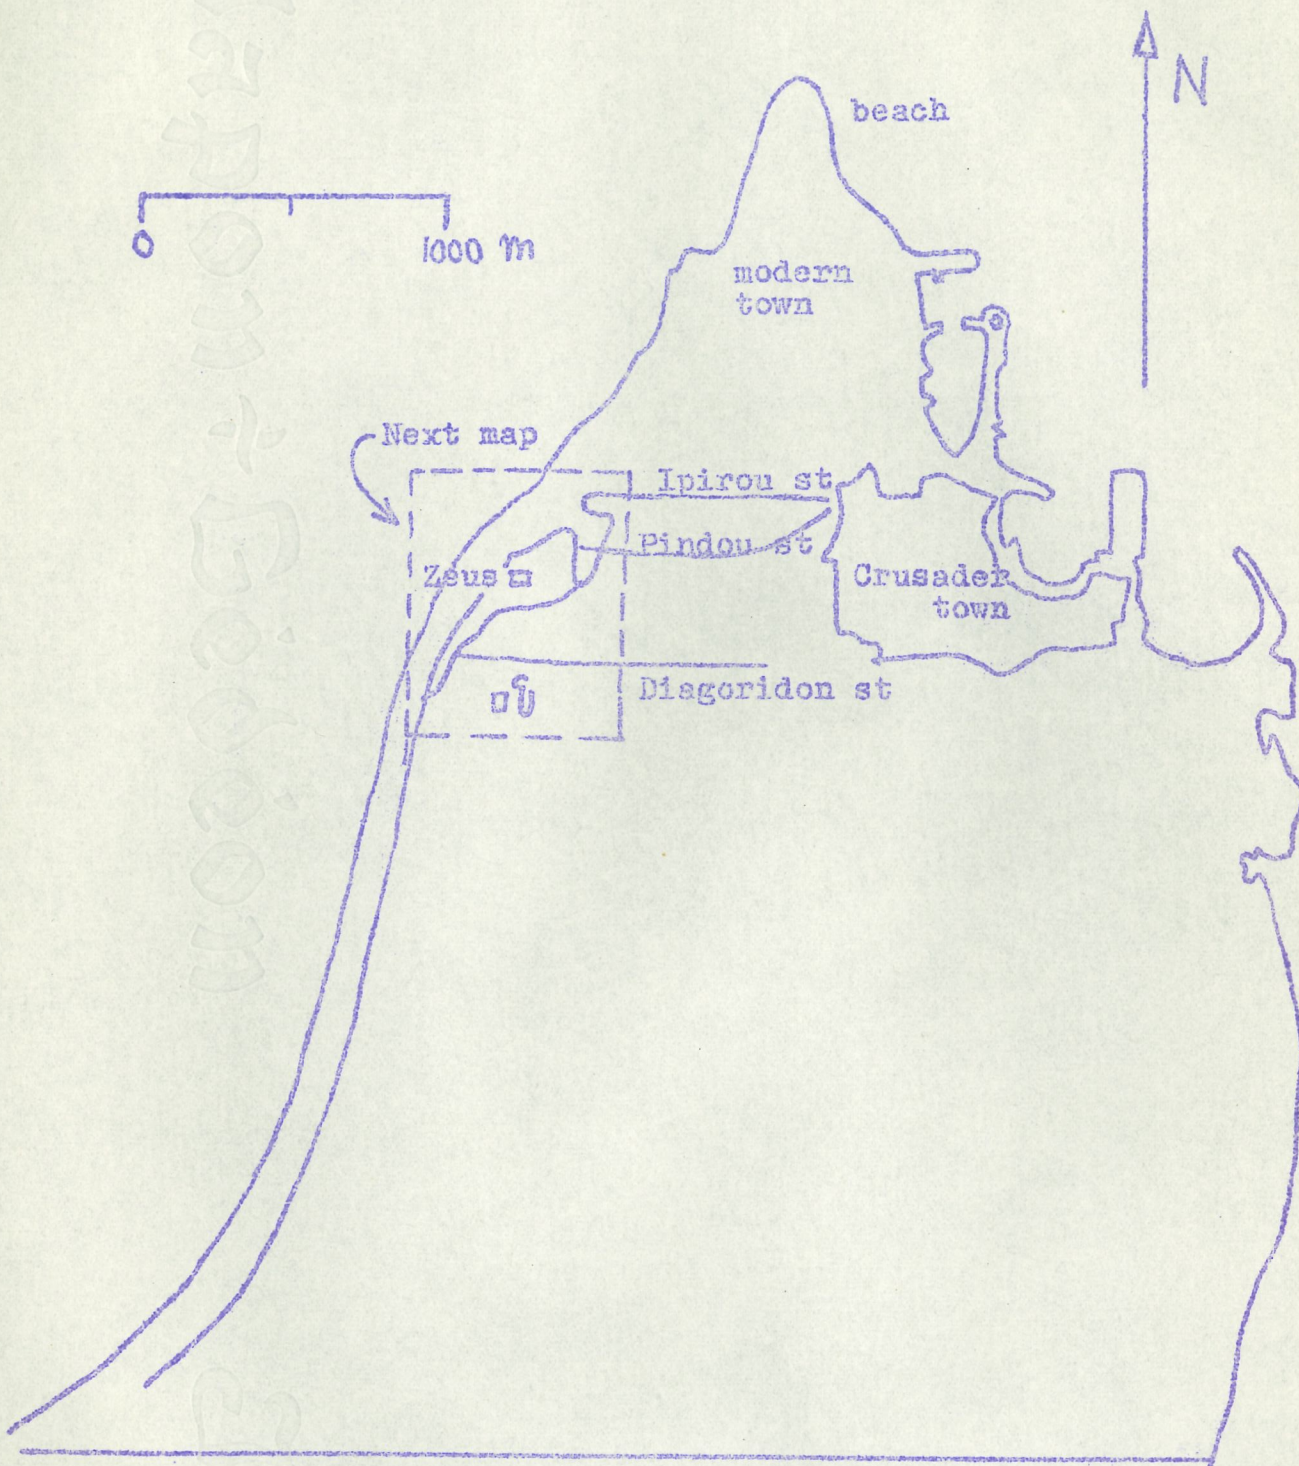 N
beach
0
1000 m
modern
town
Next map
Ipirou st
Pindou st
Zeus
Crusader
town
Diagoridon st